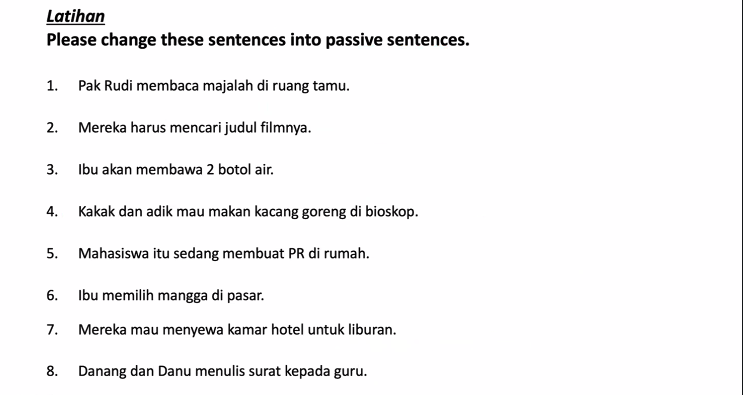 Latihan
Please change these sentences into passive sentences.
1. Pak Rudi membaca majalah di ruang tamu.
2. Mereka harus mencari judul filmnya.
3. Ibu akan membawa 2 botol air.
4. Kakak dan adik mau makan kacang goreng di bioskop.
5. Mahasiswa itu sedang membuat PR di rumah.
6. Ibu memilih mangga di pasar.
7. Mereka mau menyewa kamar hotel untuk liburan.
8. Danang dan Danu menulis surat kepada guru.